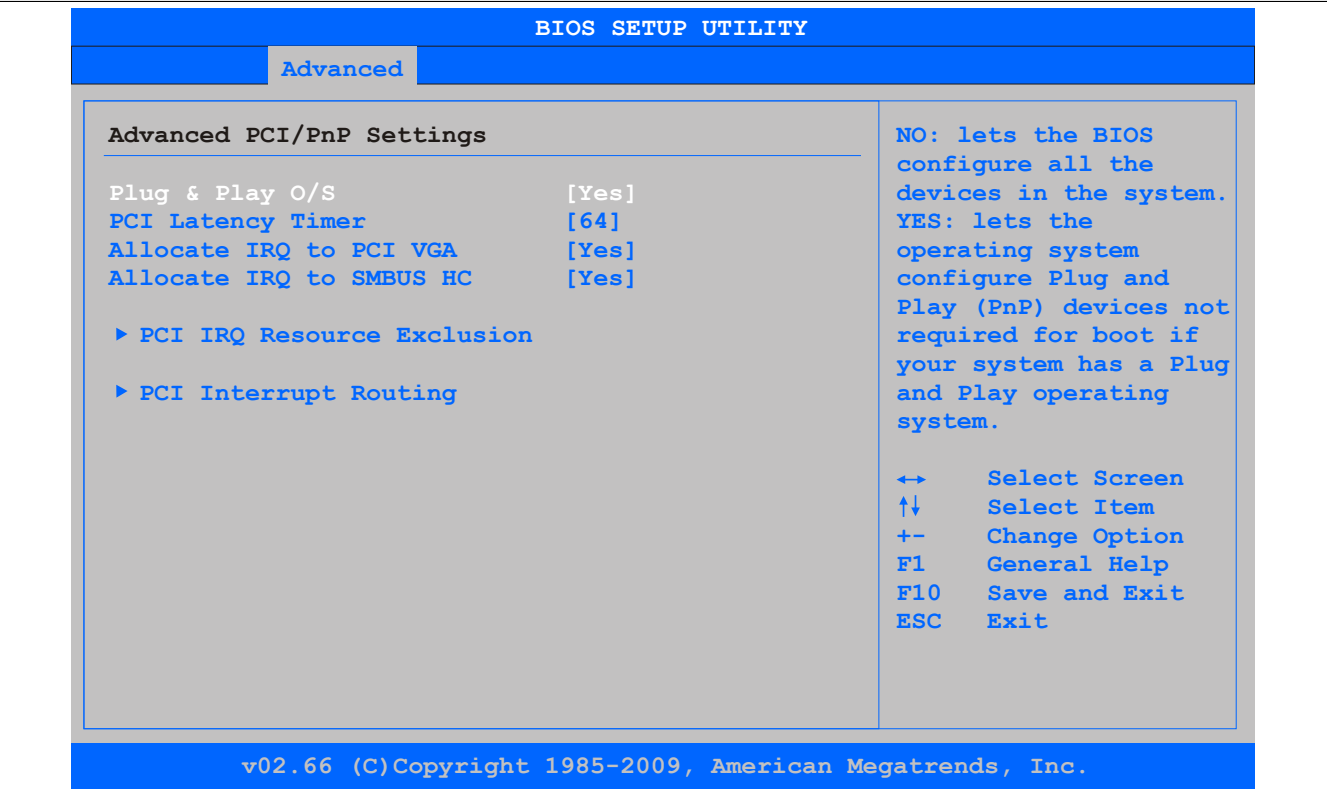 BIOS SETUP UTILITY
Advanced
Advanced PCI/PnP Settings
Plug & Play O/S [Yes]
PCI Latency Timer [64]
Allocate IRQ to PCI VGA [Yes]
Allocate IRQ to SMBUS HC [Yes]
PCI IRQ Resource Exclusion
PCI Interrupt Routing
NO: lets the BIOS
configure all the
devices in the system.
YES: lets the
operating system
configure Plug and
Play (PnP) devices not
required for boot if
your system has a Plug
and Play operating
system.
↔ Select Screen
↑↓ Select Item
+- Change Option
F1 General Help
F10 Save and Exit
ESC Exit
v02.66 (C)Copyright 1985-2009, American Megatrends, Inc.